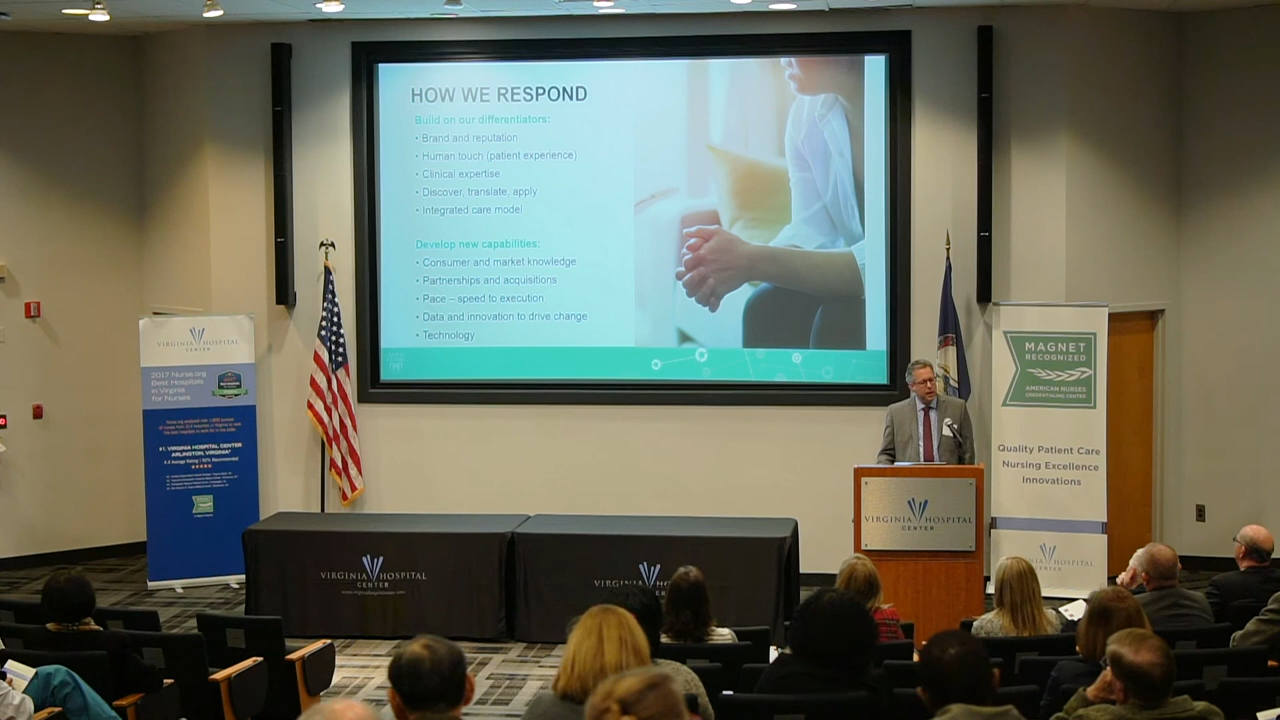 HOW WE RESPOND
Build on our differentiators:
• Brand and reputation
• Human touch (patient experience)
• Clinical expertise
• Discover, translate, apply
• Integrated care model
Develop new capabilities:
• Consumer and market knowledge
• Partnerships and acquisitions
• Pace – speed to execution
• Data and innovation to drive change
• Technology
VIRGINIA HOSPITAL
CENTER
2017 Nurse.org
Best Hospitals
in Virginia
for Nurses
#1. VIRGINIA HOSPITAL CENTER
ARLINGTON, VIRGINIA*
VIRGINIA HOSPITAL
CENTER
VIRGINIA HOSPITAL
VIRGINIA HOSPITAL
CENTER
MAGNET
RECOGNIZED
AMERICAN NURSES
CREDENTIALING CENTER
Quality Patient Care
Nursing Excellence
Innovations
VIRGINIA HOSPITAL
CENTER